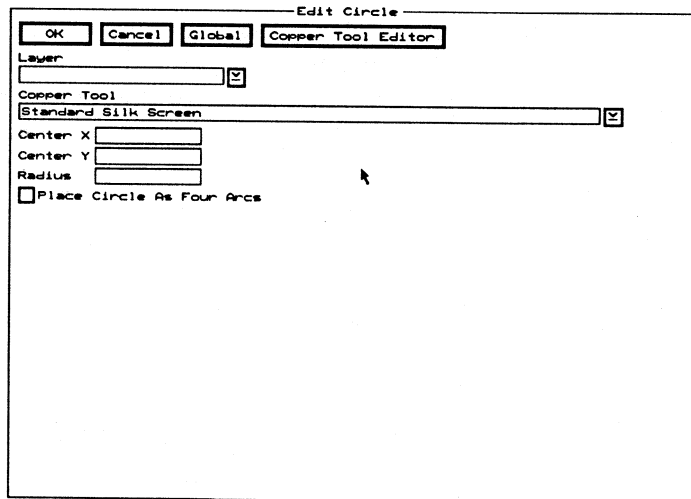 Edit Circle
OK Cancel Global Copper Tool Editor
Layer
Copper Tool
Standard Silk Screen
Center X
Center Y
Radius
Place Circle As Four Arcs